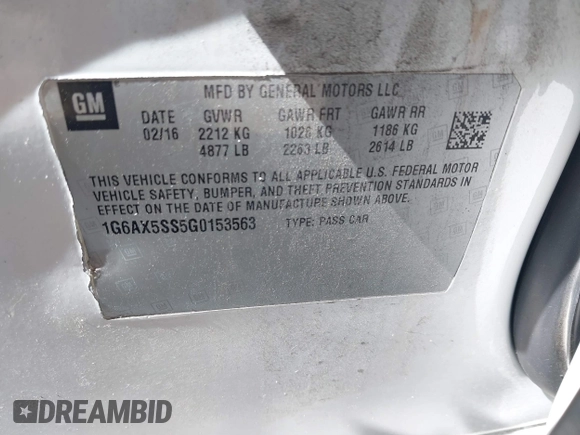 GM
MFD BY GENERAL MOTORS LLC
DATE GVWR GAWR FRT GAWR RR
02/16 2212 KG 1026 KG 1186 KG
4877 LB 2263 LB 2614 LB
THIS VEHICLE CONFORMS TO ALL APPLICABLE U.S. FEDERAL MOTOR
VEHICLE SAFETY, BUMPER, AND THEFT PREVENTION STANDARDS IN
EFFECT ON THE DATE OF MANUFACTURE SHOWN ABOVE.
1G6AX5SS5G0153563 TYPE: PASS CAR
DREAMBID